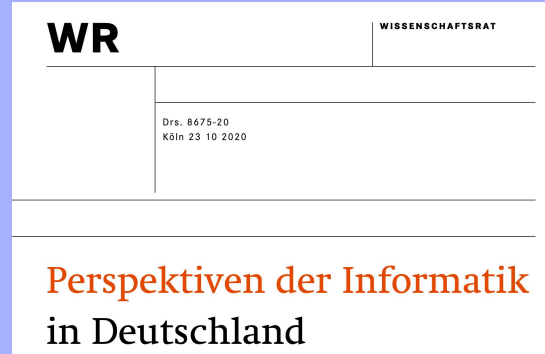 WR
WISSENSCHAFTSRAT
Drs. 8675-20
Köln 23 10 2020
Perspektiven der Informatik
in Deutschland